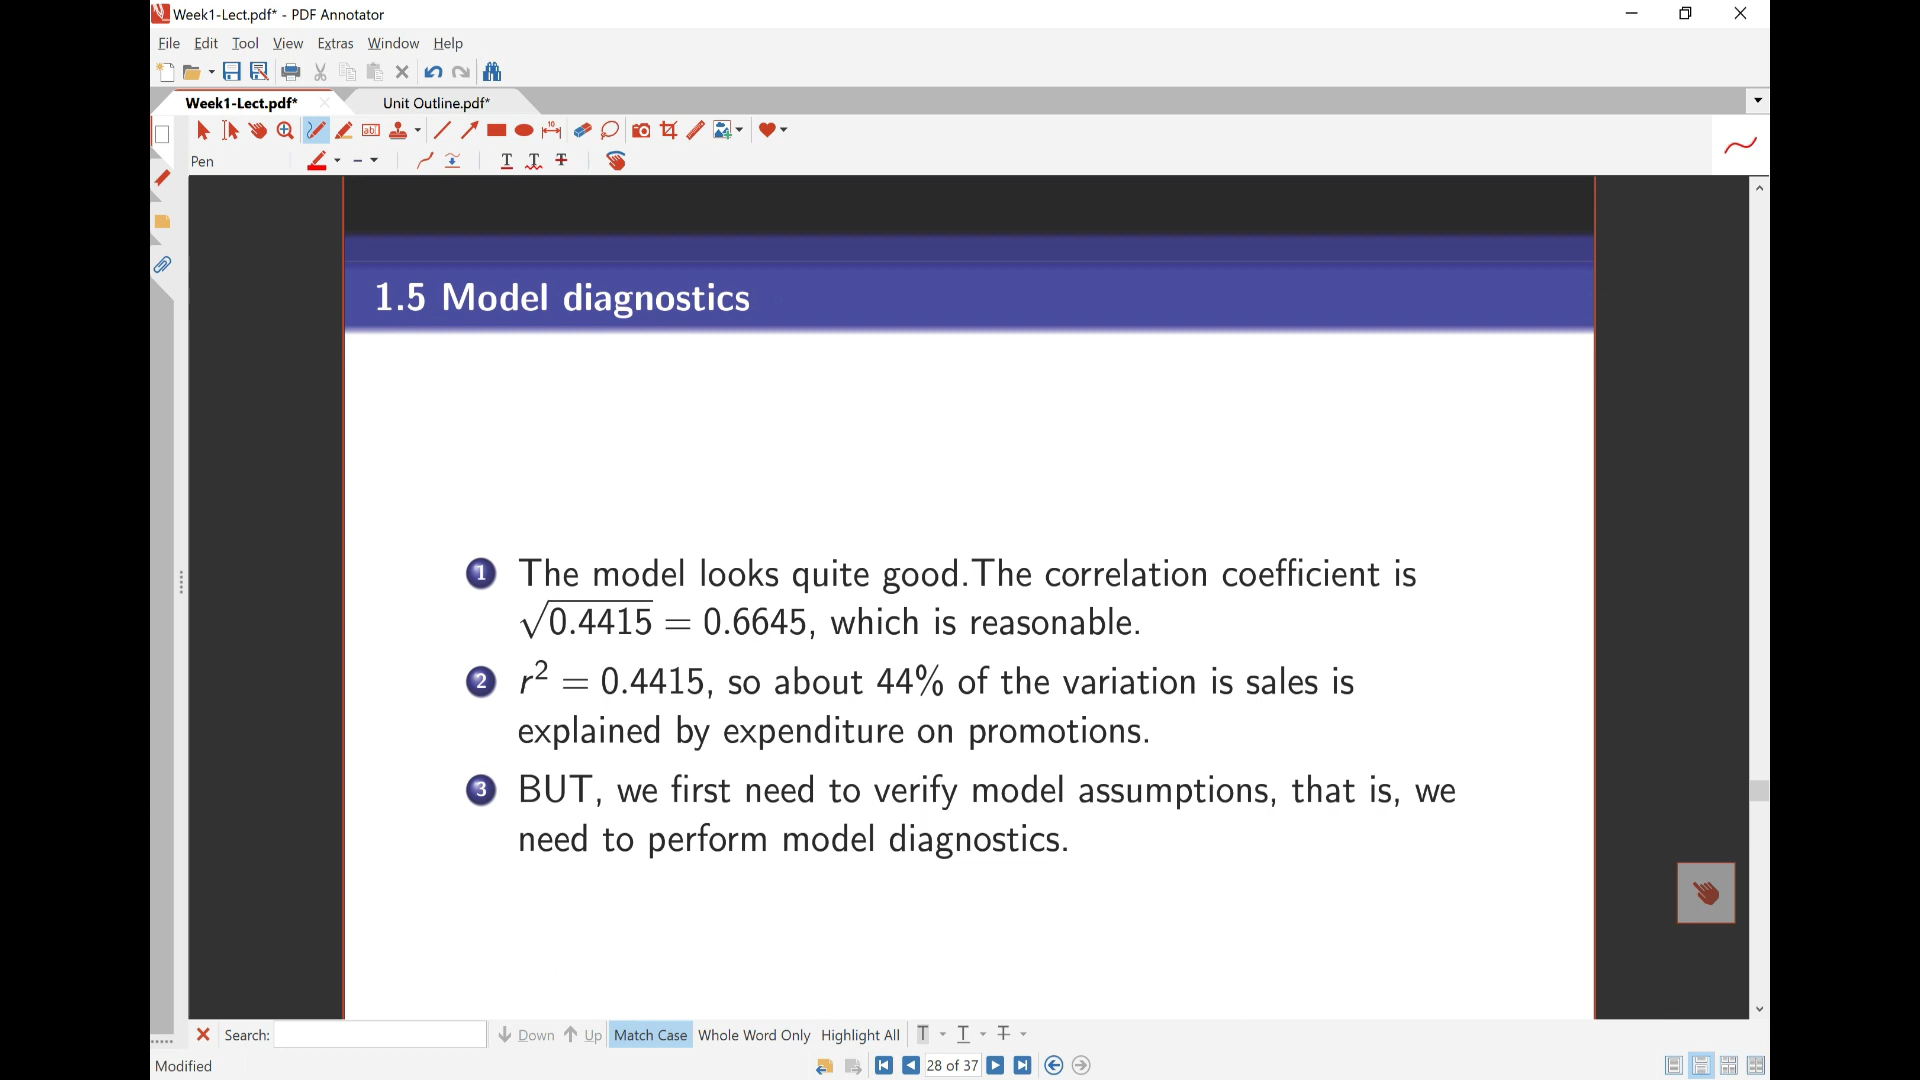 Week1-Lect.pdf* - PDF Annotator
File Edit Tool View Extras Window Help
Week1-Lect.pdf* Unit Outline.pdf*
Pen
1.5 Model diagnostics
1 The model looks quite good.The correlation coefficient is
√0.4415 = 0.6645, which is reasonable.
2 r² = 0.4415, so about 44% of the variation is sales is
explained by expenditure on promotions.
3 BUT, we first need to verify model assumptions, that is, we
need to perform model diagnostics.
Search: Down Up Match Case Whole Word Only Highlight All T T T
Modified 28 of 37